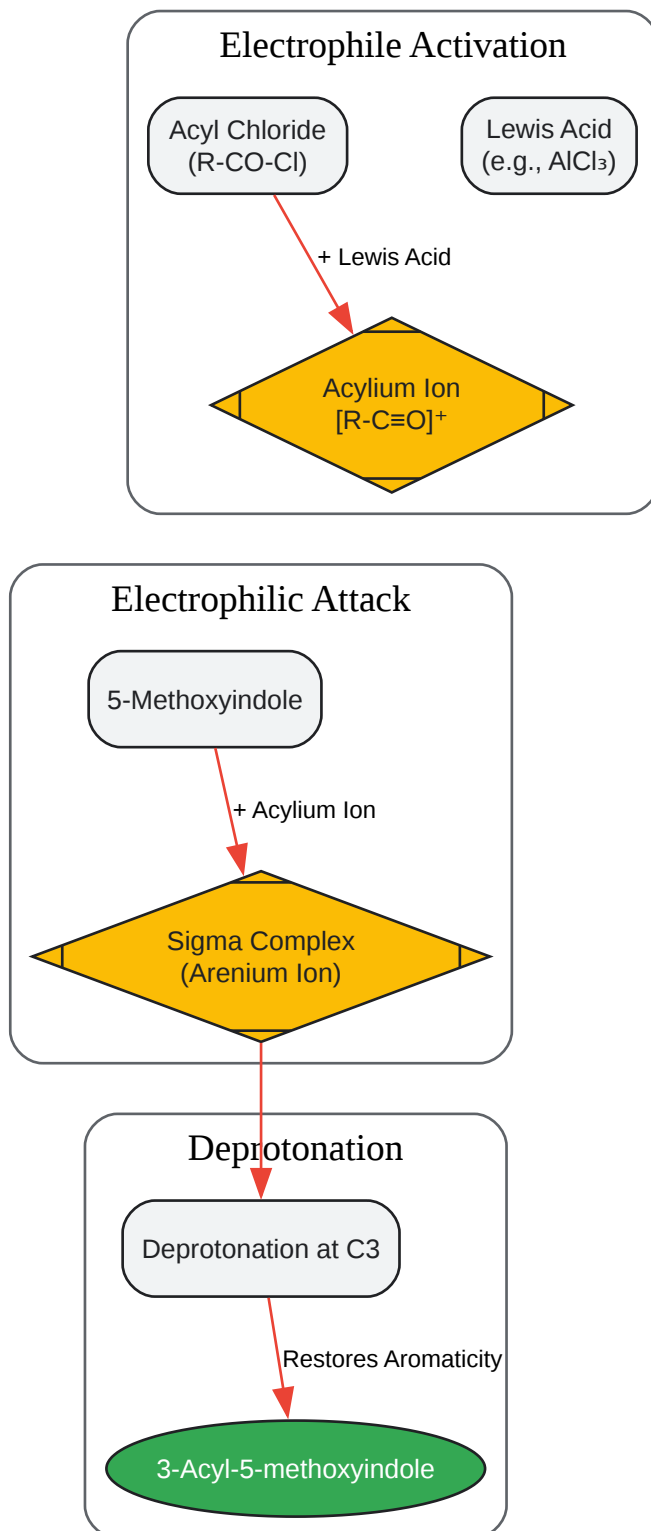 Electrophile Activation
Acyl Chloride
(R-CO-Cl)
Lewis Acid
(e.g., AlCl₃)
+ Lewis Acid
Acylium Ion
[R-C≡O]⁺
Electrophilic Attack
5-Methoxyindole
+ Acylium Ion
Sigma Complex
(Arenium Ion)
Deprotonation
Deprotonation at C3
Restores Aromaticity
3-Acyl-5-methoxyindole